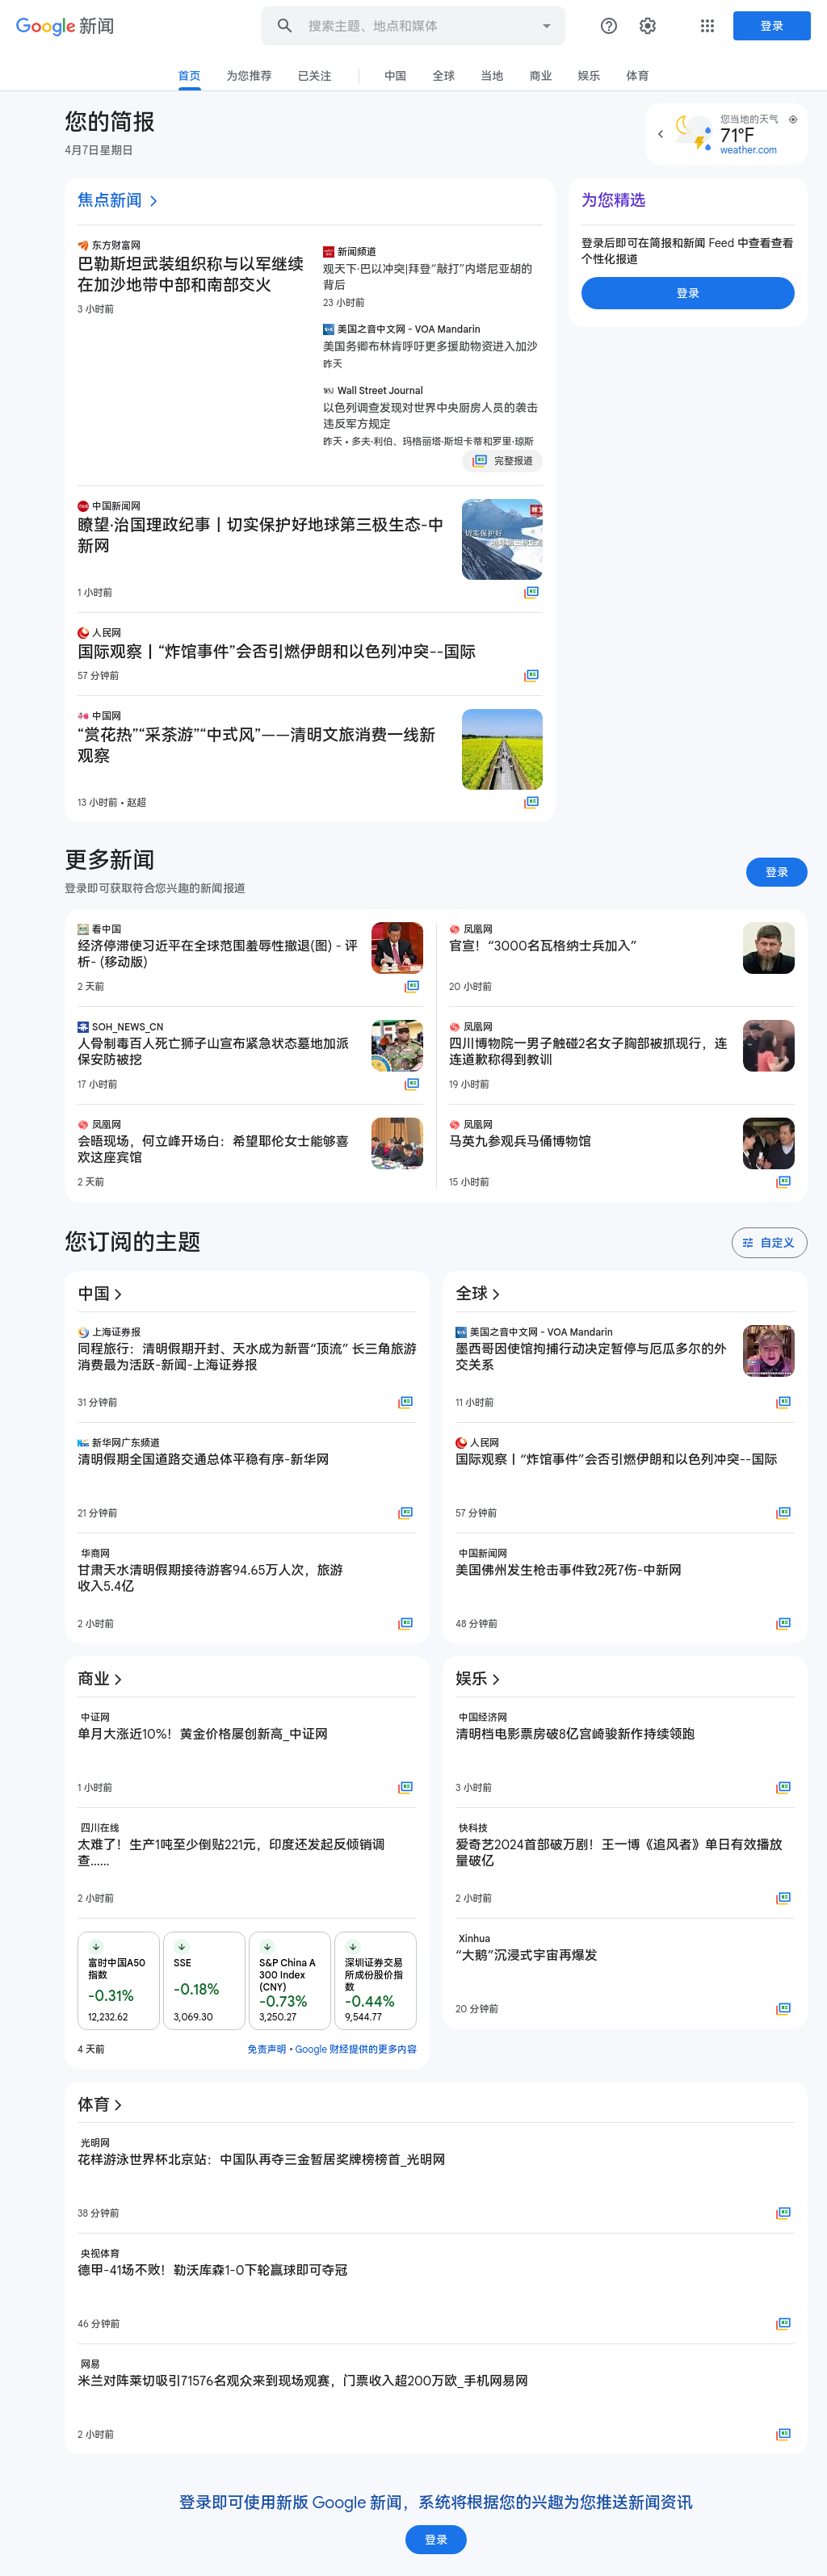 Google 新闻
搜索主题、地点和媒体
登录
首页
为您推荐
已关注
中国
全球
当地
商业
娱乐
体育
您的简报
4月7日星期日
您当地的天气
71°F
weather.com
焦点新闻
东方财富网
巴勒斯坦武装组织称与以军继续
在加沙地带中部和南部交火
3 小时前
新闻频道
观天下·巴以冲突|拜登“敲打”内塔尼亚胡的
背后
23 小时前
美国之音中文网 - VOA Mandarin
美国务卿布林肯呼吁更多援助物资进入加沙
昨天
Wall Street Journal
以色列调查发现对世界中央厨房人员的袭击
违反军方规定
昨天 • 多夫·利伯、玛格丽塔·斯坦卡蒂和罗里·琼斯
完整报道
为您精选
登录后即可在简报和新闻 Feed 中查看查看
个性化报道
登录
中国新闻网
瞭望·治国理政纪事丨切实保护好地球第三极生态-中
新网
切实保护好
地球第三极生态
1 小时前
人民网
国际观察丨“炸馆事件”会否引燃伊朗和以色列冲突--国际
57 分钟前
中国网
“赏花热”“采茶游”“中式风”——清明文旅消费一线新
观察
13 小时前 • 赵超
更多新闻
登录即可获取符合您兴趣的新闻报道
登录
看中国
经济停滞使习近平在全球范围羞辱性撤退(图) - 评
析- (移动版)
2 天前
SOH_NEWS_CN
人骨制毒百人死亡狮子山宣布紧急状态墓地加派
保安防被挖
17 小时前
凤凰网
会晤现场，何立峰开场白：希望耶伦女士能够喜
欢这座宾馆
2 天前
凤凰网
官宣！“3000名瓦格纳士兵加入”
20 小时前
凤凰网
四川博物院一男子触碰2名女子胸部被抓现行，连
连道歉称得到教训
19 小时前
凤凰网
马英九参观兵马俑博物馆
15 小时前
您订阅的主题
自定义
中国
上海证券报
同程旅行：清明假期开封、天水成为新晋“顶流” 长三角旅游
消费最为活跃-新闻-上海证券报
31 分钟前
新华网广东频道
清明假期全国道路交通总体平稳有序-新华网
21 分钟前
华商网
甘肃天水清明假期接待游客94.65万人次，旅游
收入5.4亿
2 小时前
全球
美国之音中文网 - VOA Mandarin
墨西哥因使馆拘捕行动决定暂停与厄瓜多尔的外
交关系
11 小时前
人民网
国际观察丨“炸馆事件”会否引燃伊朗和以色列冲突--国际
57 分钟前
中国新闻网
美国佛州发生枪击事件致2死7伤-中新网
48 分钟前
商业
中证网
单月大涨近10%！黄金价格屡创新高_中证网
1 小时前
四川在线
太难了！生产1吨至少倒贴221元，印度还发起反倾销调
查……
2 小时前
富时中国A50
指数
-0.31%
12,232.62
SSE
-0.18%
3,069.30
S&P China A
300 Index
(CNY)
-0.73%
3,250.27
深圳证券交易
所成份股价指
数
-0.44%
9,544.77
4 天前
免责声明 • Google 财经提供的更多内容
娱乐
中国经济网
清明档电影票房破8亿宫崎骏新作持续领跑
3 小时前
快科技
爱奇艺2024首部破万剧！王一博《追风者》单日有效播放
量破亿
2 小时前
Xinhua
“大鹅”沉浸式宇宙再爆发
20 分钟前
体育
光明网
花样游泳世界杯北京站：中国队再夺三金暂居奖牌榜榜首_光明网
38 分钟前
央视体育
德甲-41场不败！勒沃库森1-0下轮赢球即可夺冠
46 分钟前
网易
米兰对阵莱切吸引71576名观众来到现场观赛，门票收入超200万欧_手机网易网
2 小时前
登录即可使用新版 Google 新闻，系统将根据您的兴趣为您推送新闻资讯
登录